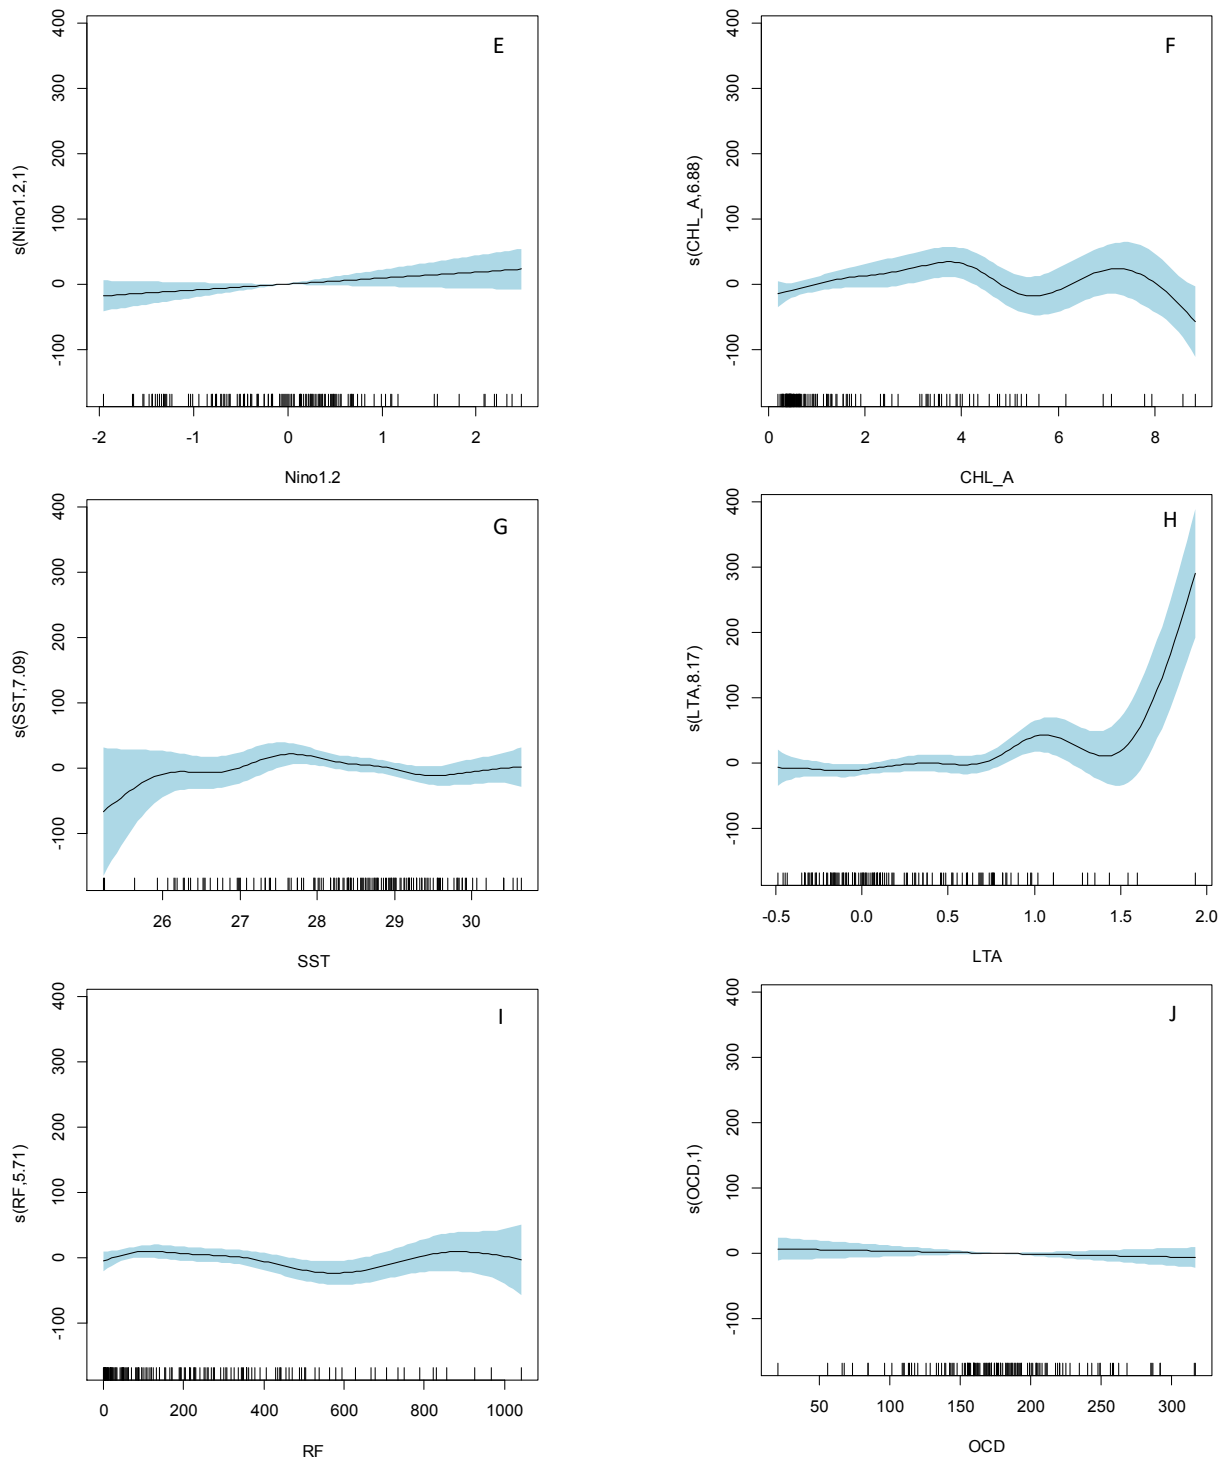 E
s(Nino1.2,1)
400
300
200
100
0
-100
-2 -1 0 1 2
Nino1.2
F
s(CHL_A,6.88)
400
300
200
100
0
-100
0 2 4 6 8
CHL_A
G
s(SST,7.09)
400
300
200
100
0
-100
26 27 28 29 30
SST
H
s(LTA,8.17)
400
300
200
100
0
-100
-0.5 0.0 0.5 1.0 1.5 2.0
LTA
I
s(RF,5.71)
400
300
200
100
0
-100
0 200 400 600 800 1000
RF
J
s(OCD,1)
400
300
200
100
0
-100
50 100 150 200 250 300
OCD